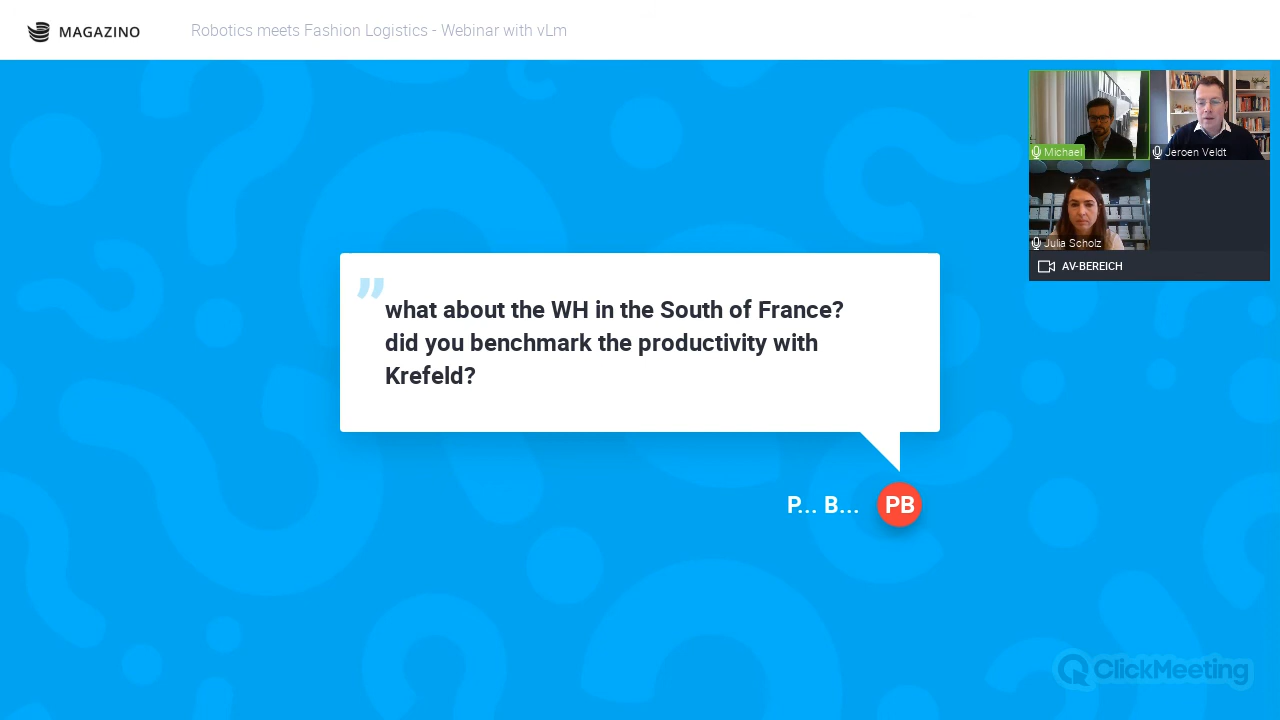 MAGAZINO
Robotics meets Fashion Logistics - Webinar with vLm
Michael
Jeroen Veldt
Julia Scholz
AV-BEREICH
”
what about the WH in the South of France?
did you benchmark the productivity with
Krefeld?
P... B...
PB
ClickMeeting